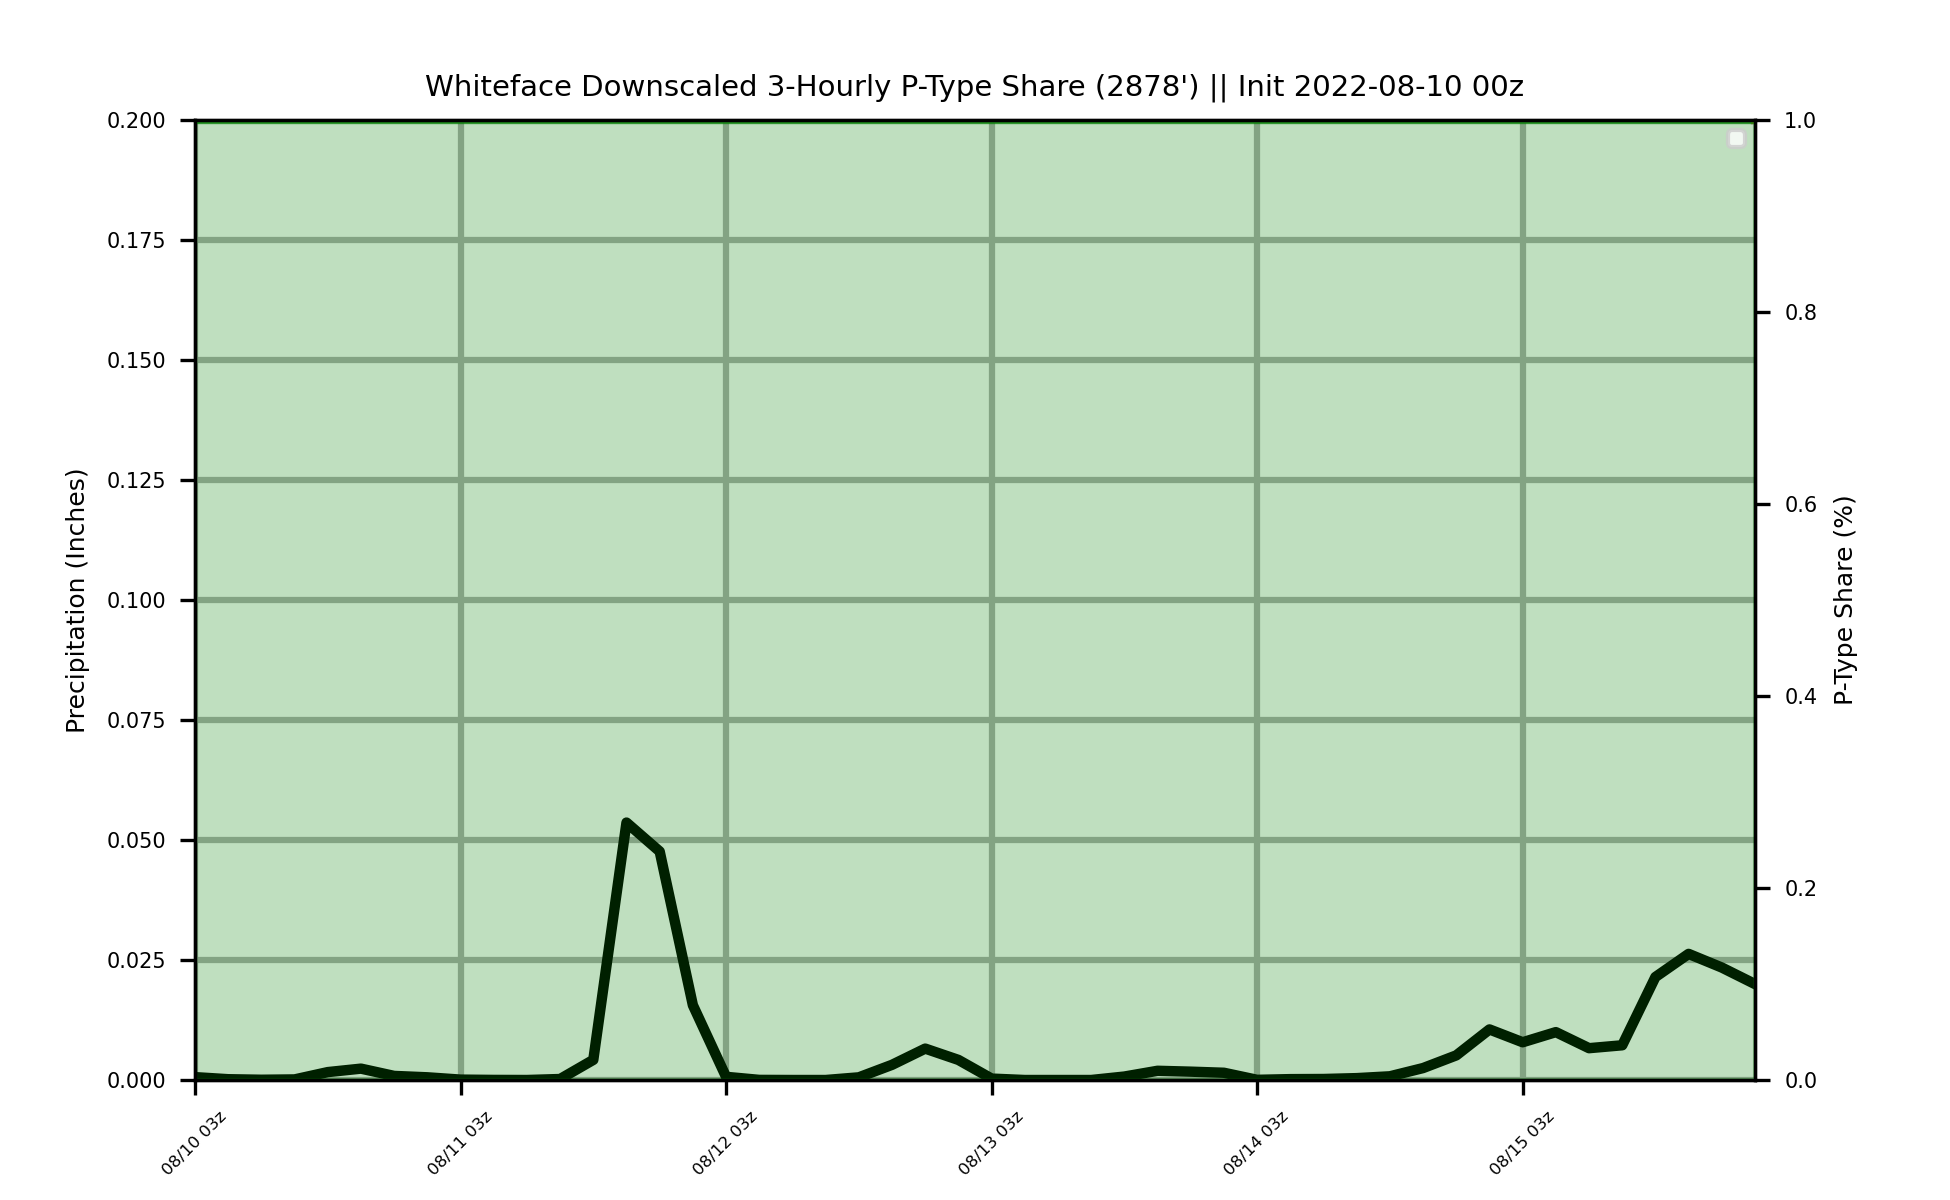 Whiteface Downscaled 3-Hourly P-Type Share (2878') || Init 2022-08-10 00z
0.200
0.175
0.150
0.125
0.100
0.075
0.050
0.025
0.000
Precipitation (Inches)
1.0
0.8
0.6
0.4
0.2
0.0
P-Type Share (%)
08/10 03z
08/11 03z
08/12 03z
08/13 03z
08/14 03z
08/15 03z